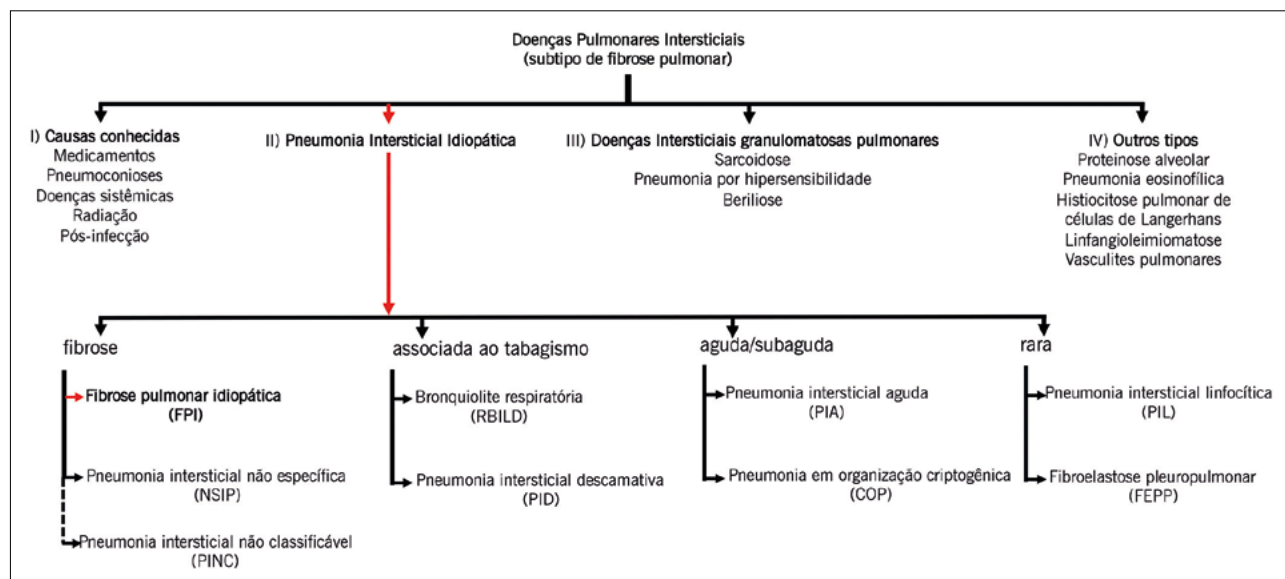 Doenças Pulmonares Intersticiais
(subtipo de fibrose pulmonar)
I) Causas conhecidas
Medicamentos
Pneumoconioses
Doenças sistêmicas
Radiação
Pós-infecção
II) Pneumonia Intersticial Idiopática
III) Doenças Intersticiais granulomatosas pulmonares
Sarcoidose
Pneumonia por hipersensibilidade
Beriliose
IV) Outros tipos
Proteinose alveolar
Pneumonia eosinofílica
Histiocitose pulmonar de
células de Langerhans
Linfangioleimiomatose
Vasculites pulmonares
fibrose
Fibrose pulmonar idiopática
(FPI)
Pneumonia intersticial não específica
(NSIP)
Pneumonia intersticial não classificável
(PINC)
associada ao tabagismo
Bronquiolite respiratória
(RBILD)
Pneumonia intersticial descamativa
(PID)
aguda/subaguda
Pneumonia intersticial aguda
(PIA)
Pneumonia em organização criptogênica
(COP)
rara
Pneumonia intersticial linfocítica
(PIL)
Fibroelastose pleuropulmonar
(FEPP)